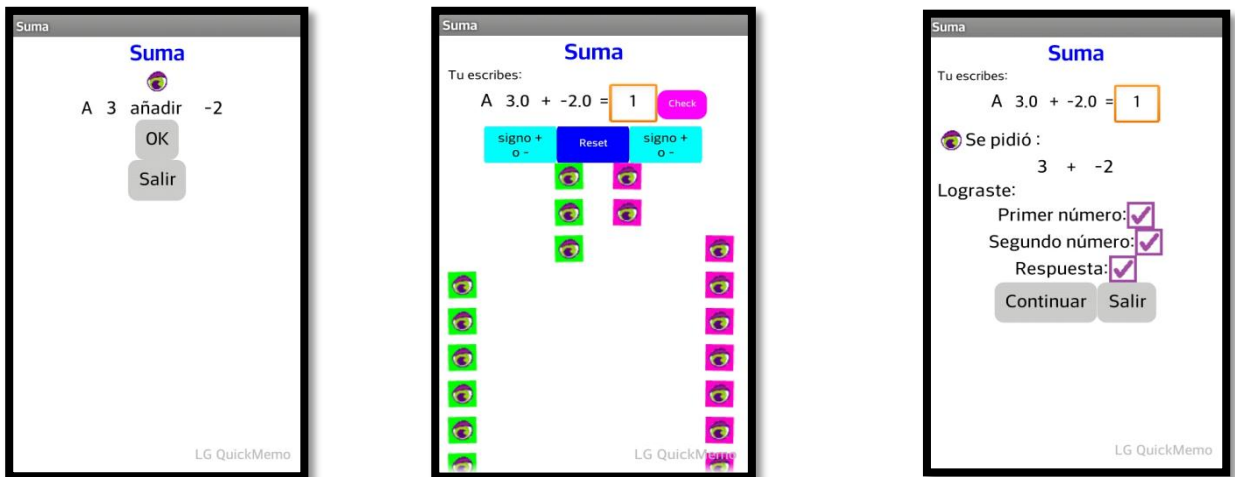 Suma
Suma
A 3 añadir -2
OK
Salir
LG QuickMemo
Suma
Suma
Tu escribes:
A 3.0 + -2.0 = 1 Check
signo +
o -
Reset
signo +
o -
LG QuickMemo
Suma
Suma
Tu escribes:
A 3.0 + -2.0 = 1
Se pidió :
3 + -2
Lograste:
Primer número:
Segundo número:
Respuesta:
Continuar Salir
LG QuickMemo